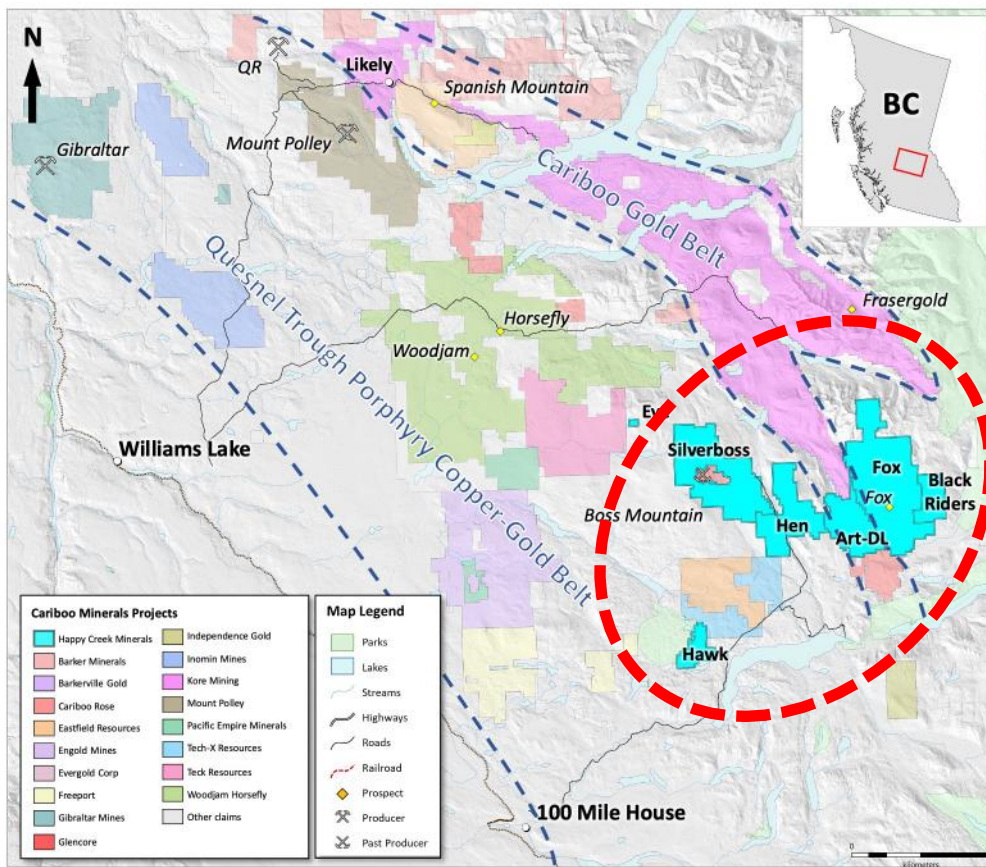 N
QR
Likely
Spanish Mountain
BC
Mount Polley
Gibraltar
Cariboo Gold Belt
Quesnel Trough Porphyry Copper-Gold Belt
Frasergold
Horsefly
Woodjam
Williams Lake
Silverboss
Fox
Fox
Black
Riders
Boss Mountain
Hen
Art-DL
Hawk
100 Mile House
Cariboo Minerals Projects
Happy Creek Minerals
Barker Minerals
Barkerville Gold
Cariboo Rose
Eastfield Resources
Engold Mines
Evergold Corp
Freeport
Gibraltar Mines
Glencore
Independence Gold
Inomin Mines
Kore Mining
Mount Polley
Pacific Empire Minerals
Tech-X Resources
Teck Resources
Woodjam Horsefly
Other claims
Map Legend
Parks
Lakes
Streams
Highways
Roads
Railroad
Prospect
Producer
Past Producer
0